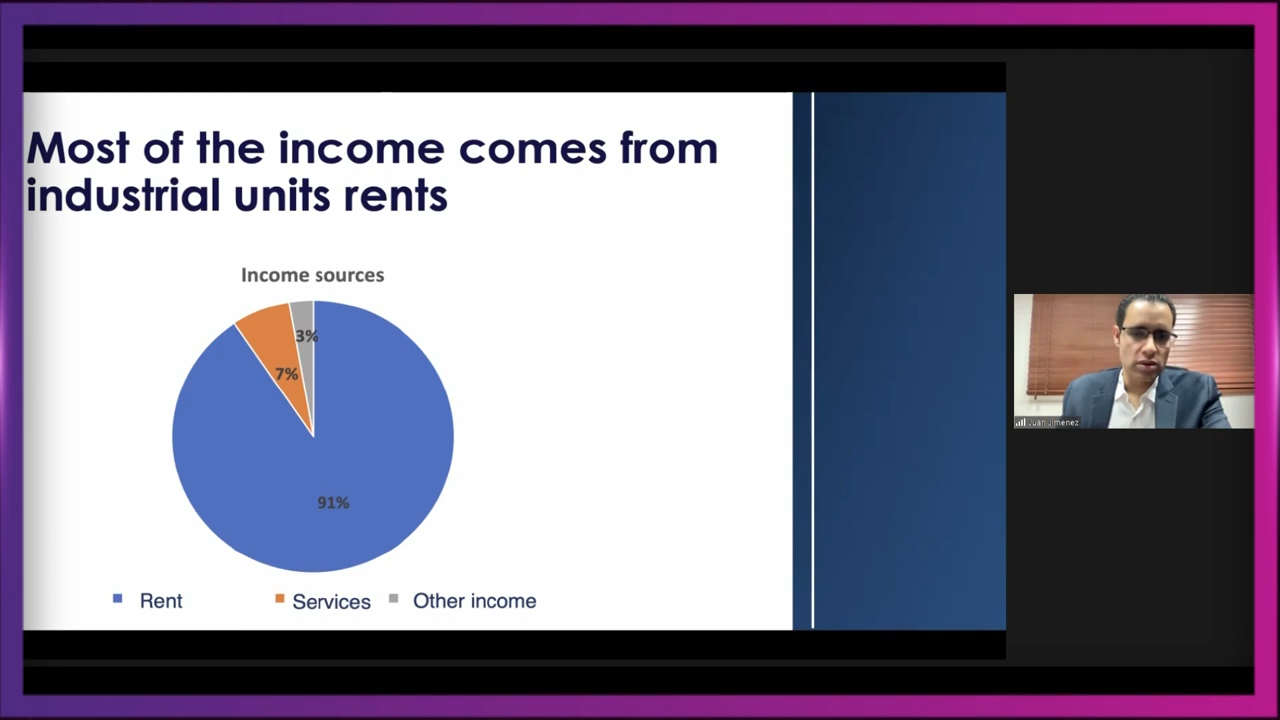 Most of the income comes from
industrial units rents
Income sources
3%
7%
91%
Rent
Services
Other income
Juan Jimenez